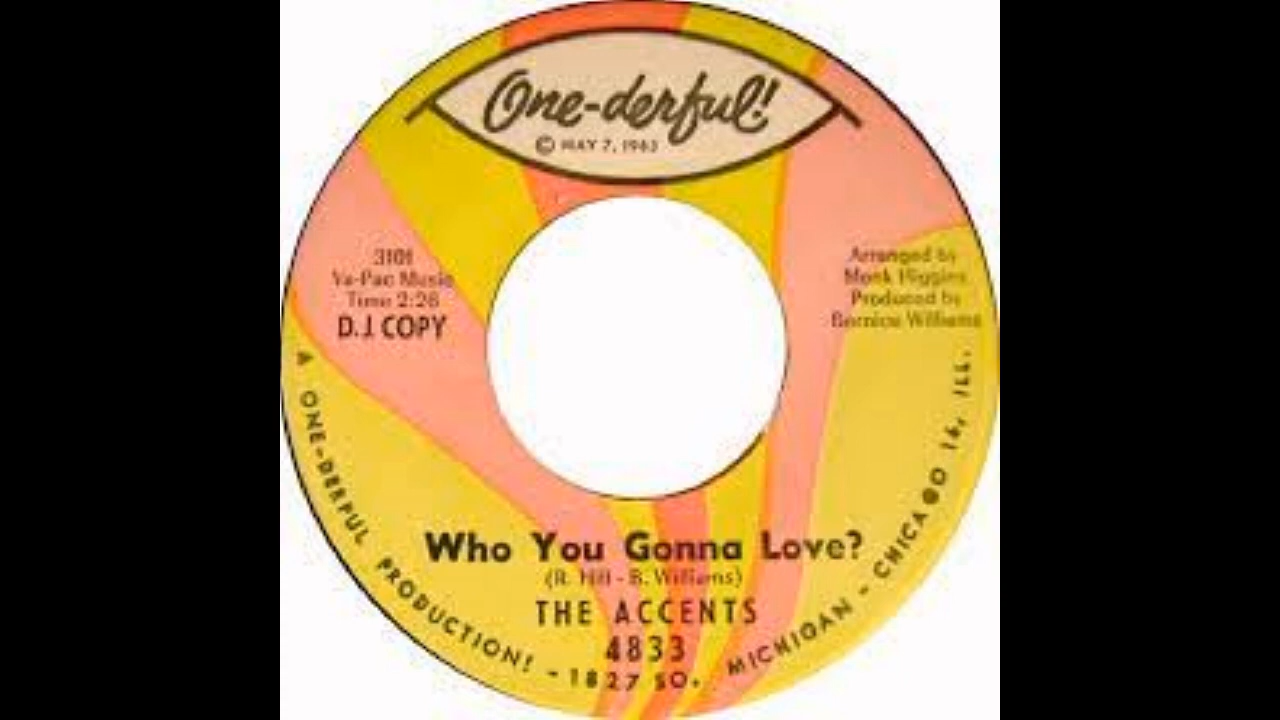 One-derful!
© MAY 7, 1963
3101
Va-Pac Music
Time 2:26
D.J. COPY
Arranged by
Monk Higgins
Produced by
Bernice Williams
Who You Gonna Love?
(R. Hill - B. Williams)
THE ACCENTS
4833
A ONE-DERFUL PRODUCTION! - 1827 SO. MICHIGAN - CHICAGO 16, ILL.